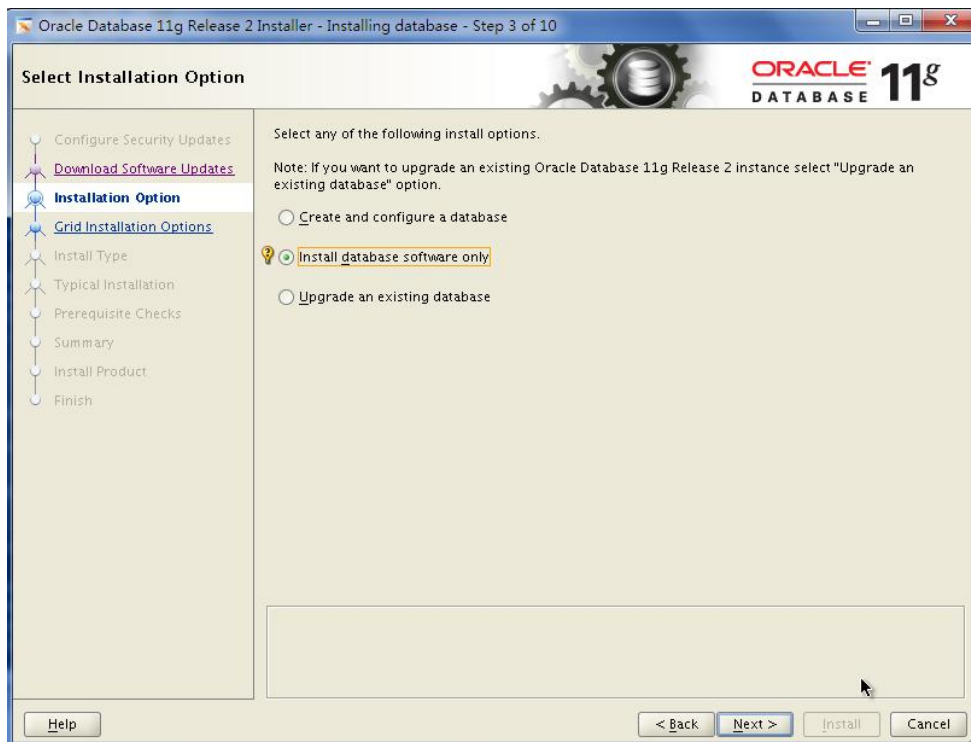 Oracle Database 11g Release 2 Installer - Installing database - Step 3 of 10
Select Installation Option
ORACLE
DATABASE
11g
Configure Security Updates
Download Software Updates
Installation Option
Grid Installation Options
Install Type
Typical Installation
Prerequisite Checks
Summary
Install Product
Finish
Select any of the following install options.
Note: If you want to upgrade an existing Oracle Database 11g Release 2 instance select "Upgrade an
existing database" option.
Create and configure a database
Install database software only
Upgrade an existing database
Help
< Back
Next >
Install
Cancel